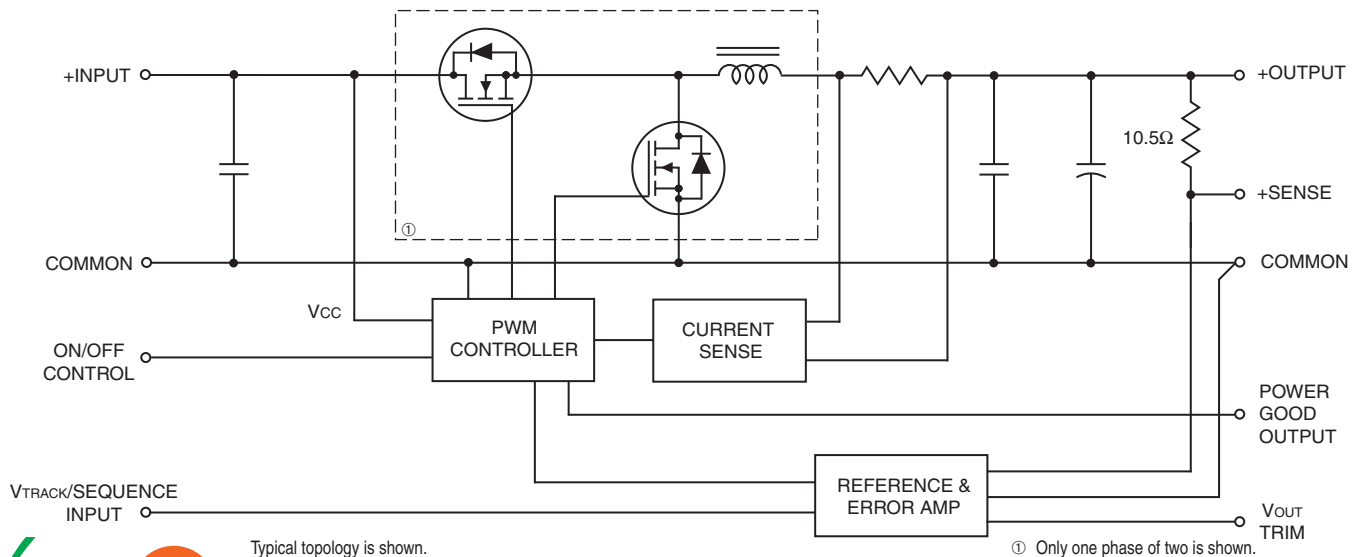 +INPUT
+OUTPUT
10.5Ω
+SENSE
①
COMMON
COMMON
VCC
PWM
CONTROLLER
CURRENT
SENSE
ON/OFF
CONTROL
POWER
GOOD
OUTPUT
REFERENCE &
ERROR AMP
VTRACK/SEQUENCE
INPUT
VOUT
TRIM
Typical topology is shown.
① Only one phase of two is shown.